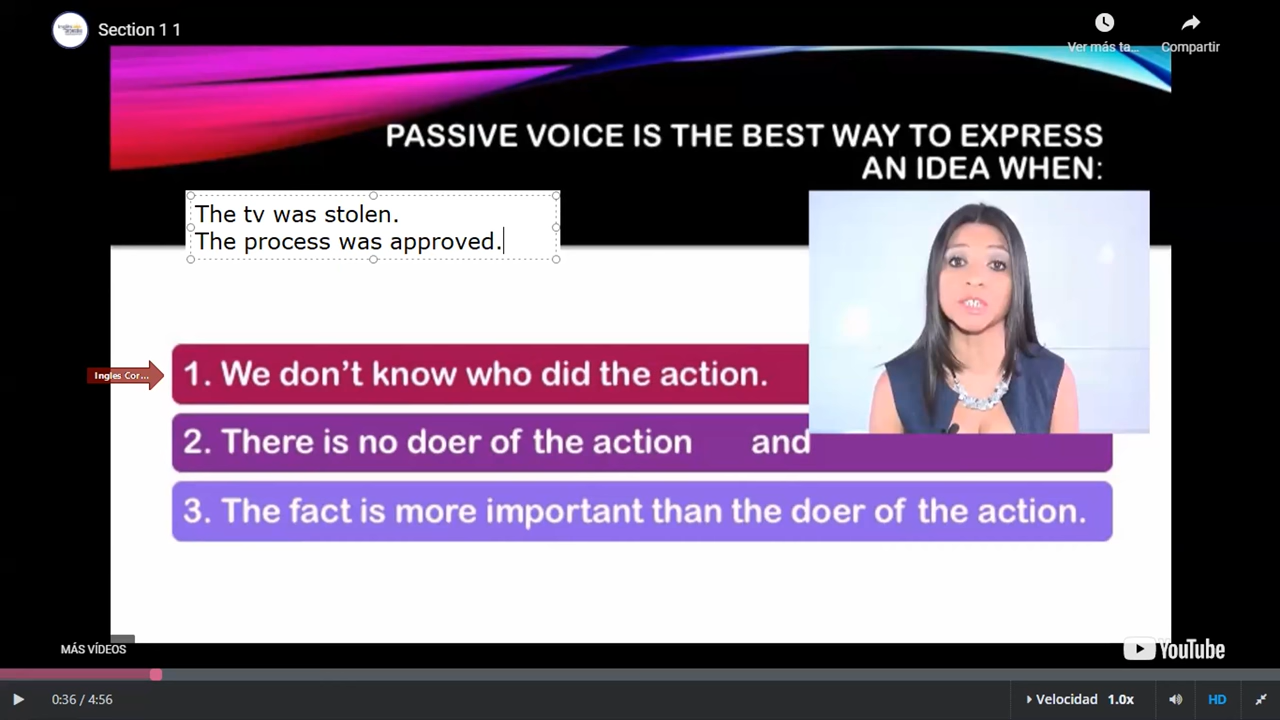 Section 1 1
Ver más ta...
Compartir
PASSIVE VOICE IS THE BEST WAY TO EXPRESS
AN IDEA WHEN:
The tv was stolen.
The process was approved.
Ingles Cor...
1. We don't know who did the action.
2. There is no doer of the action and
3. The fact is more important than the doer of the action.
MÁS VÍDEOS
YouTube
0:36 / 4:56
Velocidad 1.0x
HD